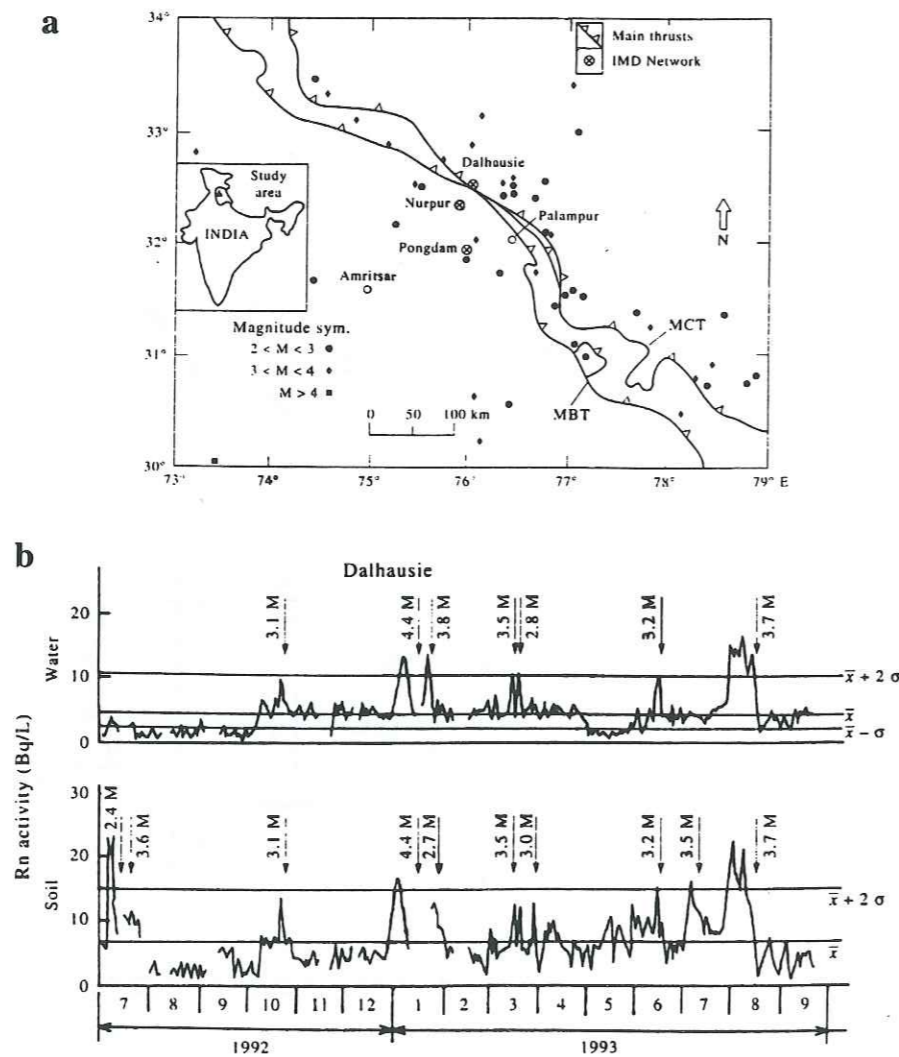 a
34°
33°
32°
31°
30°
73°
74°
75°
76°
77°
78°
79° E
Main thrusts
IMD Network
Dalhausie
Nurpur
Palampur
Pongdam
Amritsar
Study
area
INDIA
N
Magnitude sym.
2 < M < 3
3 < M < 4
M > 4
0 50 100 km
MCT
MBT
b
Dalhausie
Rn activity (Bq/L)
Water
20
10
0
3.1 M
4.4 M
3.8 M
3.5 M
2.8 M
3.2 M
3.7 M
x̄ + 2 σ
x̄
x̄ − σ
Soil
30
20
10
0
2.4 M
3.6 M
3.1 M
4.4 M
2.7 M
3.5 M
3.0 M
3.2 M
3.5 M
3.7 M
x̄ + 2 σ
x̄
7 8 9 10 11 12 1 2 3 4 5 6 7 8 9
1992 1993